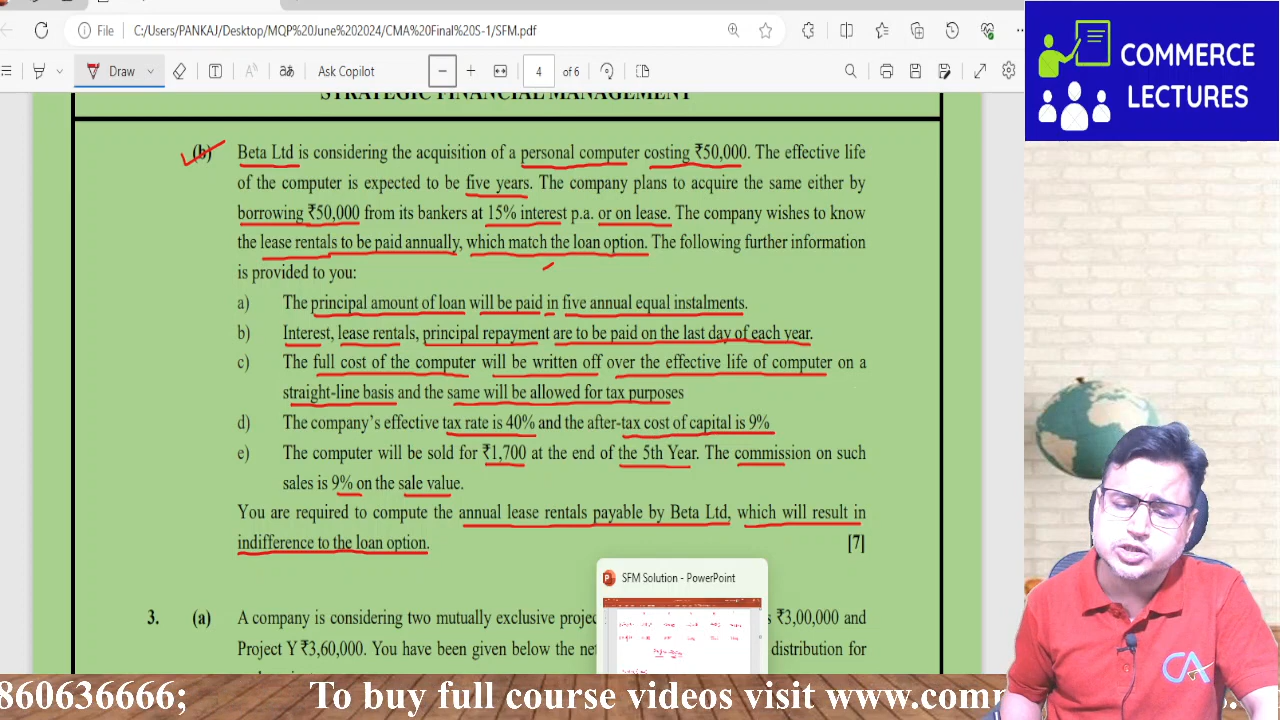 File C:/Users/PANKAJ/Desktop/MQP%20June%202024/CMA%20Final%20S-1/SFM.pdf
Draw Ask Copilot 4 of 6
STRATEGIC FINANCIAL MANAGEMENT
COMMERCE
LECTURES
(b) Beta Ltd is considering the acquisition of a personal computer costing ₹50,000. The effective life
of the computer is expected to be five years. The company plans to acquire the same either by
borrowing ₹50,000 from its bankers at 15% interest p.a. or on lease. The company wishes to know
the lease rentals to be paid annually, which match the loan option. The following further information
is provided to you:
a) The principal amount of loan will be paid in five annual equal instalments.
b) Interest, lease rentals, principal repayment are to be paid on the last day of each year.
c) The full cost of the computer will be written off over the effective life of computer on a
straight-line basis and the same will be allowed for tax purposes
d) The company's effective tax rate is 40% and the after-tax cost of capital is 9%
e) The computer will be sold for ₹1,700 at the end of the 5th Year. The commission on such
sales is 9% on the sale value.
You are required to compute the annual lease rentals payable by Beta Ltd, which will result in
indifference to the loan option. [7]
SFM Solution - PowerPoint
3. (a) A company is considering two mutually exclusive projec s ₹3,00,000 and
Project Y ₹3,60,000. You have been given below the ne distribution for
CA
860636666; To buy full course videos visit www.comm s.